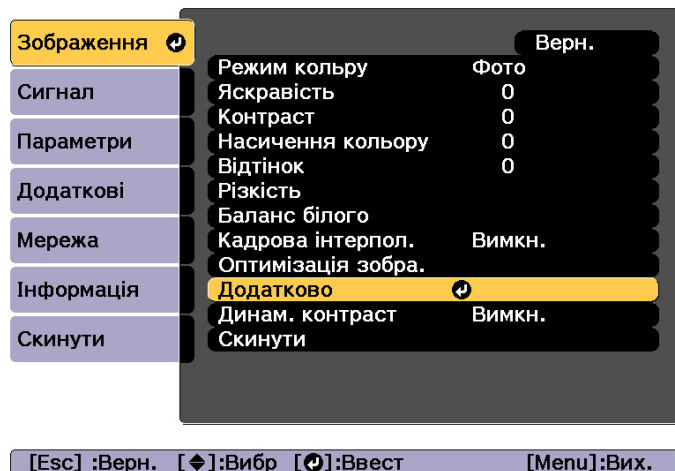 Зображення
Сигнал
Параметри
Додаткові
Мережа
Інформація
Скинути
Верн.
Режим кольру Фото
Яскравість 0
Контраст 0
Насичення кольору 0
Відтінок 0
Різкість
Баланс білого
Кадрова інтерпол. Вимкн.
Оптимізація зобра.
Додатково
Динам. контраст Вимкн.
Скинути
[Esc] :Верн. [◆]:Вибр [⏎]:Ввест [Menu]:Вих.